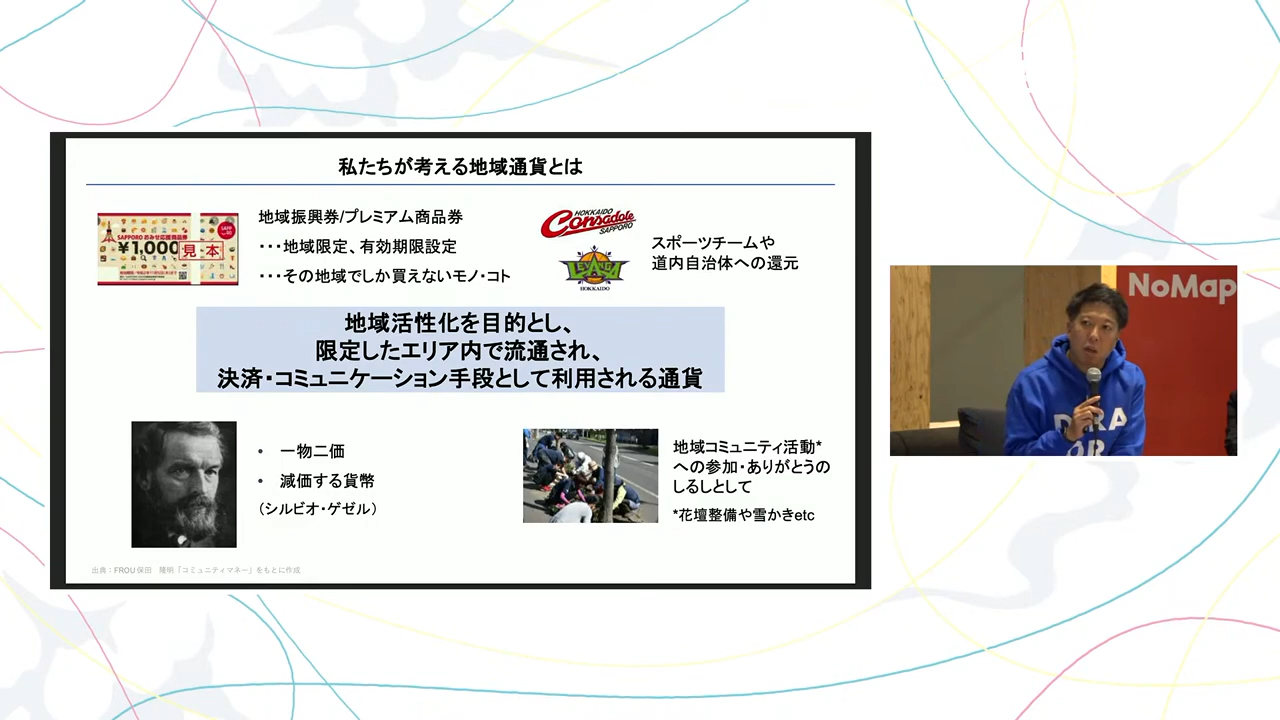 私たちが考える地域通貨とは
SAPPORO おみせ応援商品券
¥1,000
見本
地域振興券/プレミアム商品券
･･･地域限定、有効期限設定
･･･その地域でしか買えないモノ・コト
HOKKAIDO
Consadole
SAPPORO
LEVANGA
HOKKAIDO
スポーツチームや
道内自治体への還元
地域活性化を目的とし、
限定したエリア内で流通され、
決済・コミュニケーション手段として利用される通貨
• 一物二価
• 減価する貨幣
（シルビオ・ゲゼル）
地域コミュニティ活動*
への参加・ありがとうの
しるしとして
*花壇整備や雪かきetc
出典：FROU 保田　隆明「コミュニティマネー」をもとに作成
NoMap